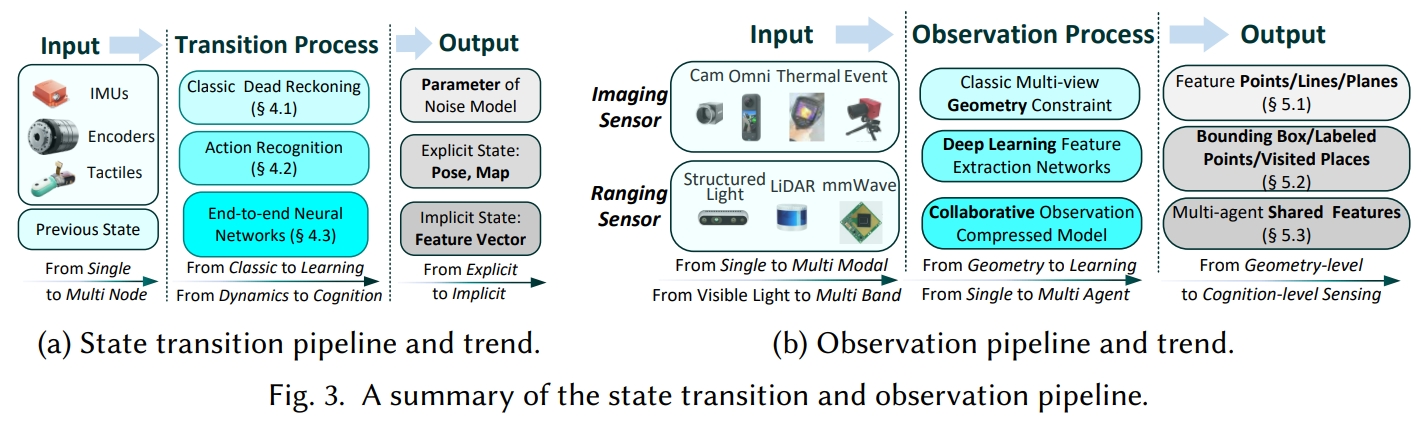 Input
Transition Process
Output
IMUs
Encoders
Tactiles
Previous State
From Single
to Multi Node
Classic Dead Reckoning
(§ 4.1)
Action Recognition
(§ 4.2)
End-to-end Neural
Networks (§ 4.3)
From Classic to Learning
From Dynamics to Cognition
Parameter of
Noise Model
Explicit State:
Pose, Map
Implicit State:
Feature Vector
From Explicit
to Implicit
(a) State transition pipeline and trend.
Input
Observation Process
Output
Imaging
Sensor
Cam Omni Thermal Event
Ranging
Sensor
Structured
Light
LiDAR
mmWave
From Single to Multi Modal
From Visible Light to Multi Band
Classic Multi-view
Geometry Constraint
Deep Learning Feature
Extraction Networks
Collaborative Observation
Compressed Model
From Geometry to Learning
From Single to Multi Agent
Feature Points/Lines/Planes
(§ 5.1)
Bounding Box/Labeled
Points/Visited Places
(§ 5.2)
Multi-agent Shared Features
(§ 5.3)
From Geometry-level
to Cognition-level Sensing
(b) Observation pipeline and trend.
Fig. 3. A summary of the state transition and observation pipeline.